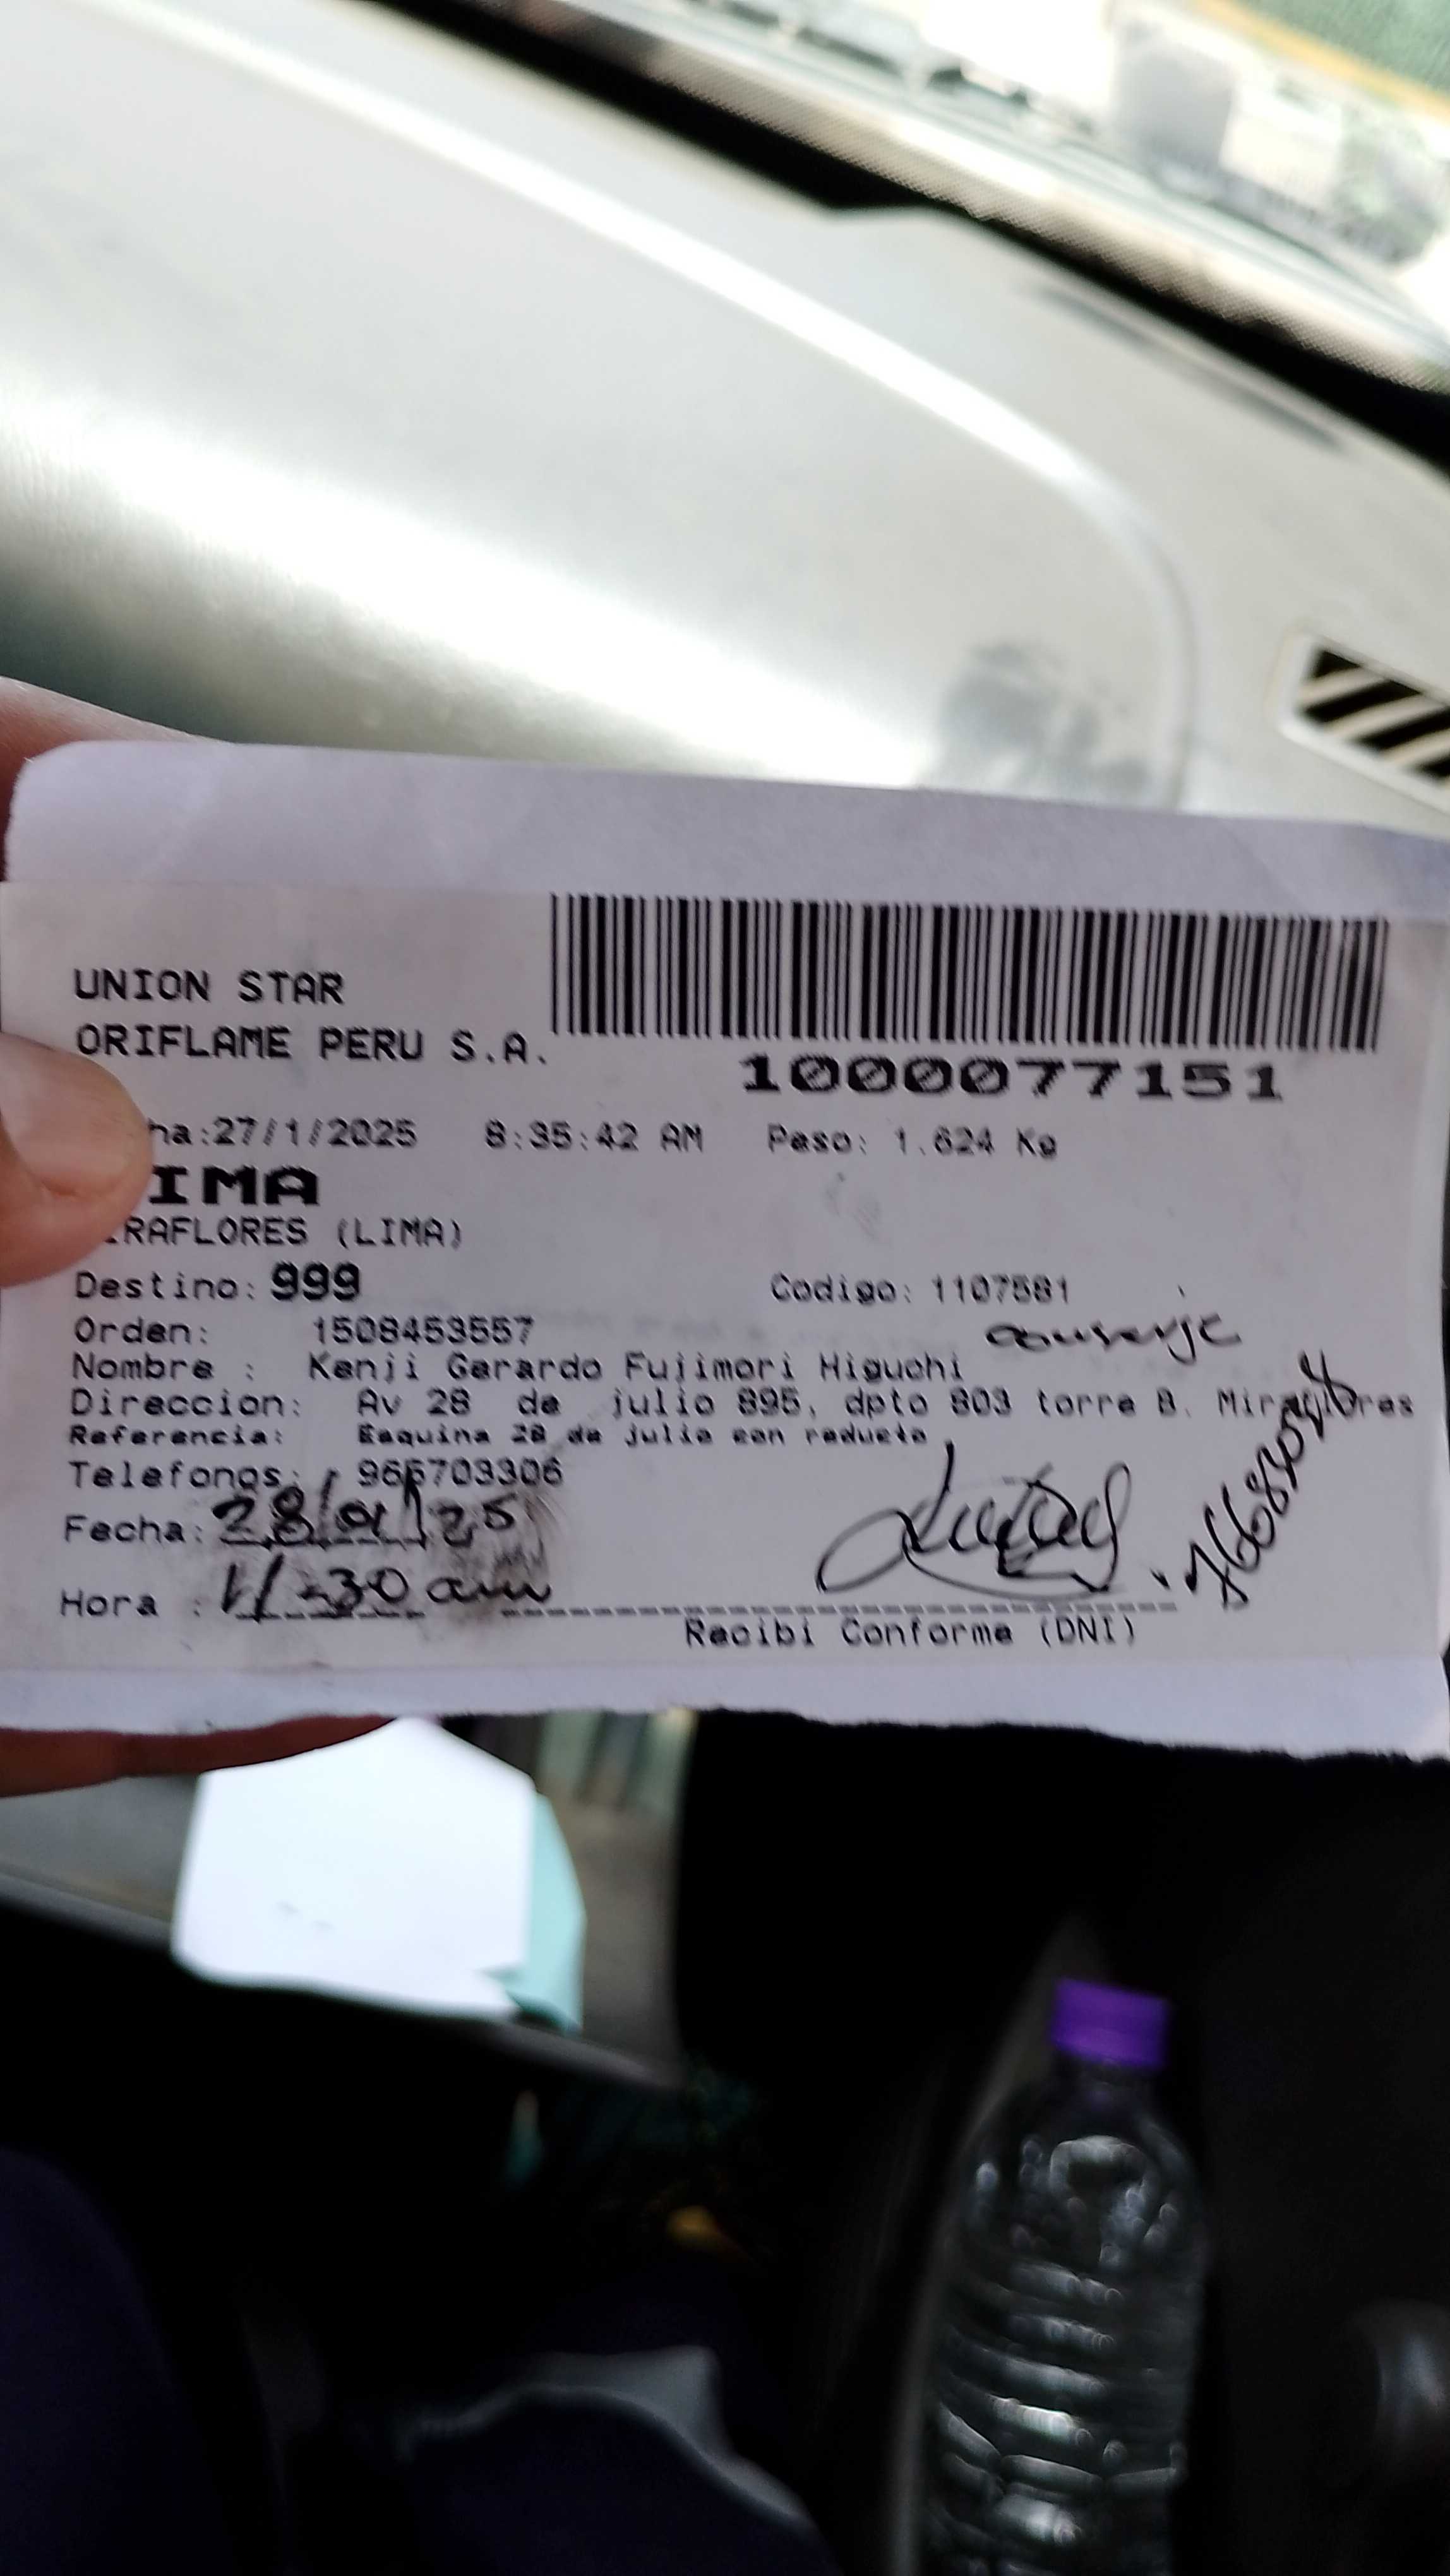 UNION STAR
ORIFLAME PERU S.A.
1000077151
ha:27/1/2025 8:35:42 AM Peso: 1.624 Kg
IMA
RAFLORES (LIMA)
Destino: 999 Codigo: 1107581
Orden: 1508453557 conserje
Nombre : Kenji Gerardo Fujimori Higuchi
Direccion: Av 28 de julio 895, dpto 803 torre B. Miraflores
Referencia: Esquina 28 de julio con reducto
Telefonos: 965703306
Fecha: 28/01/25
Hora : 11:30 am
Recibi Conforme (DNI)